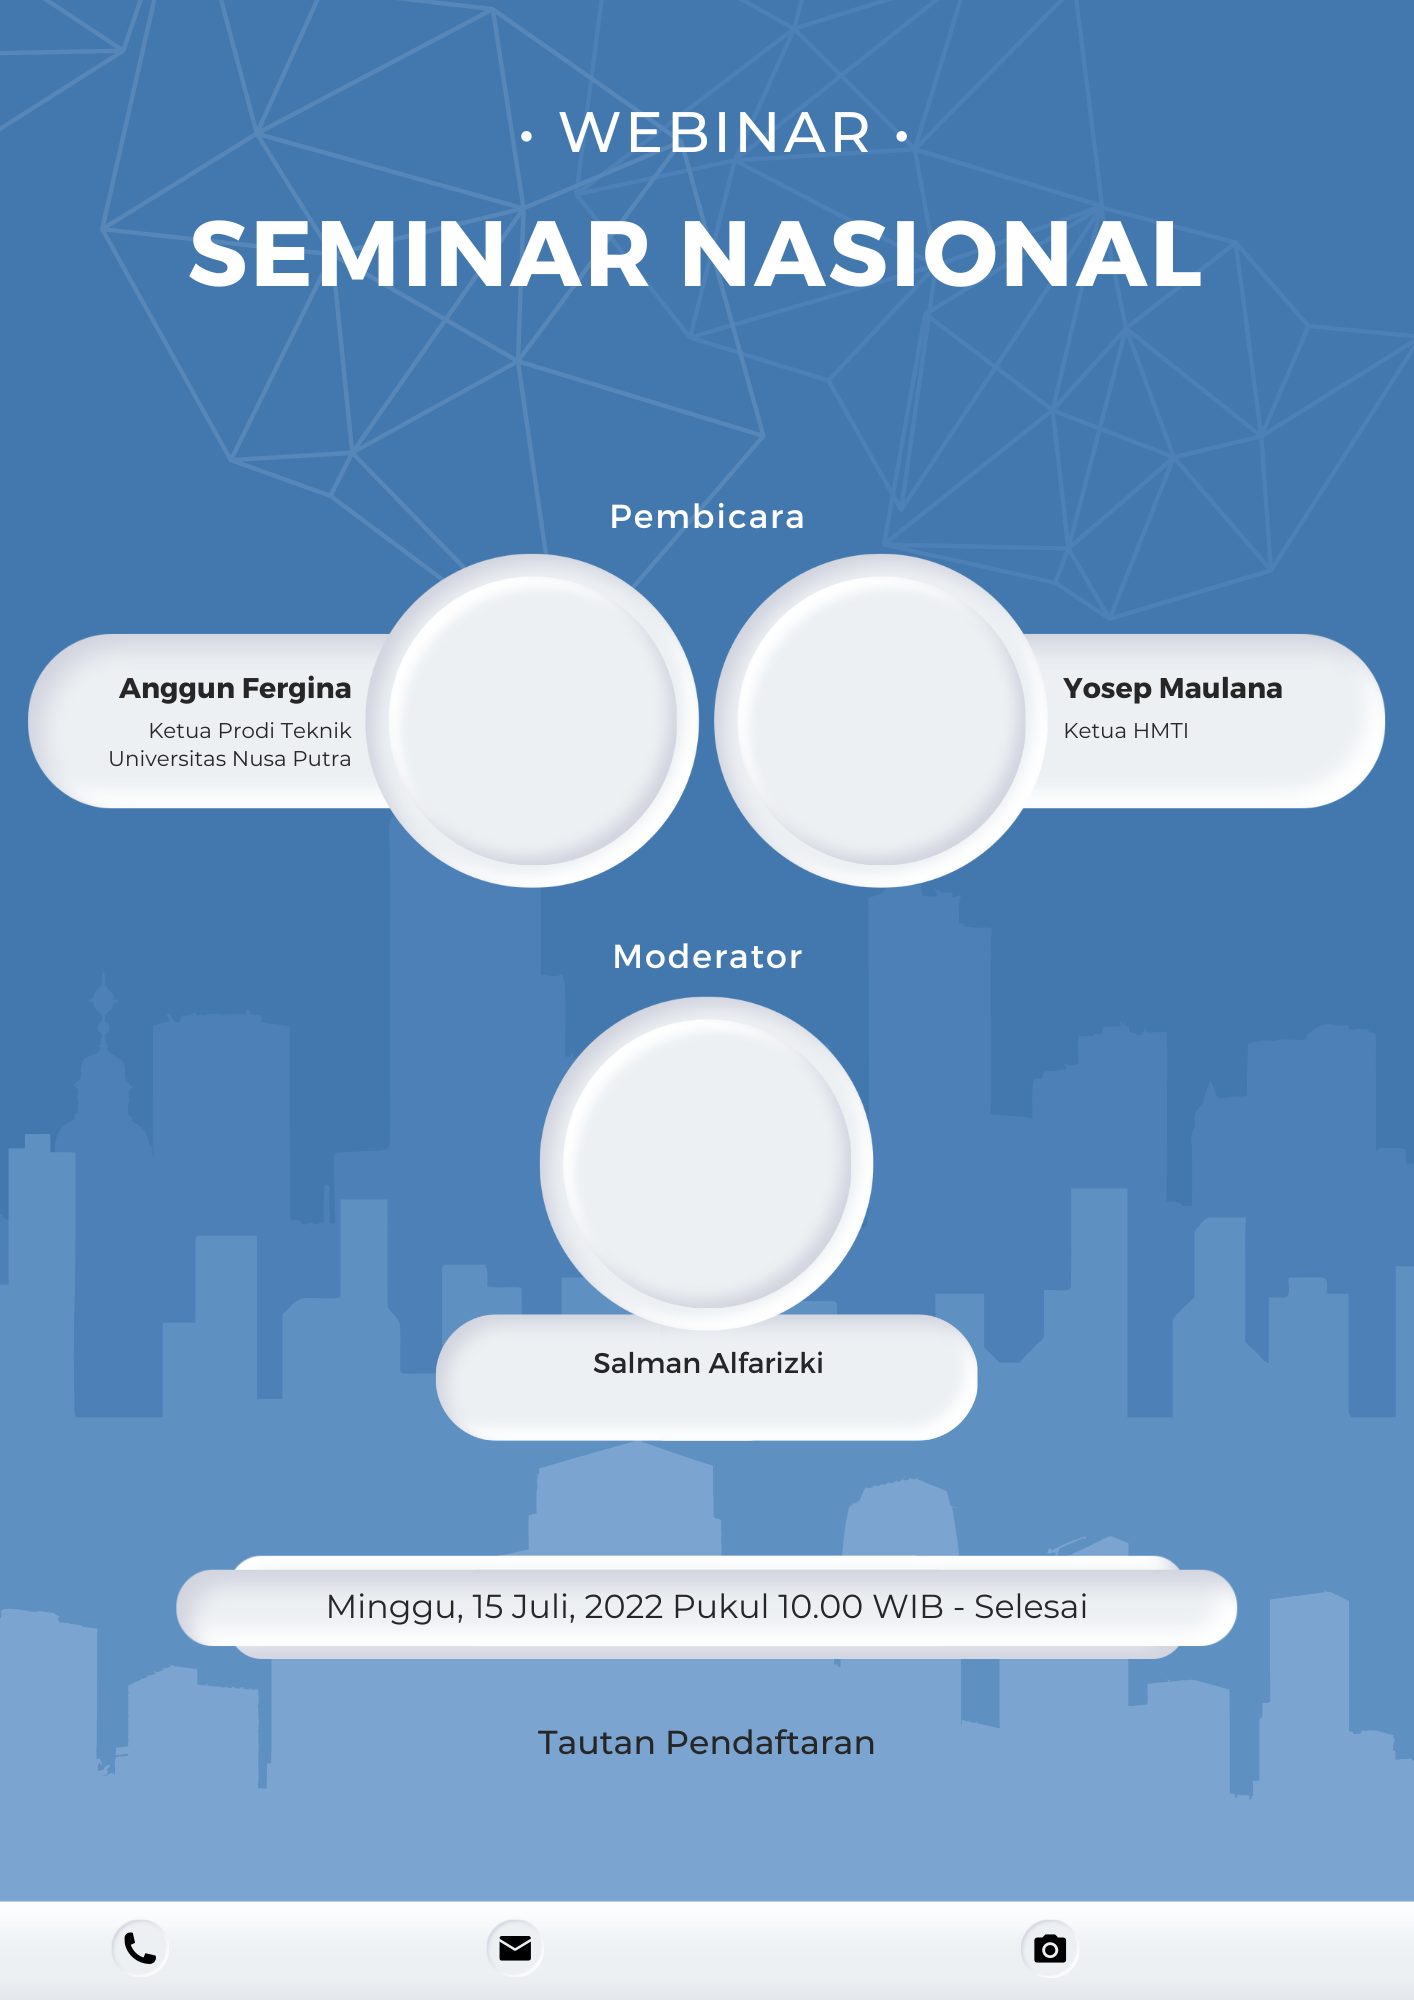 • WEBINAR •
SEMINAR NASIONAL
Pembicara
Anggun Fergina
Ketua Prodi Teknik
Universitas Nusa Putra
Yosep Maulana
Ketua HMTI
Moderator
Salman Alfarizki
Minggu, 15 Juli, 2022 Pukul 10.00 WIB - Selesai
Tautan Pendaftaran